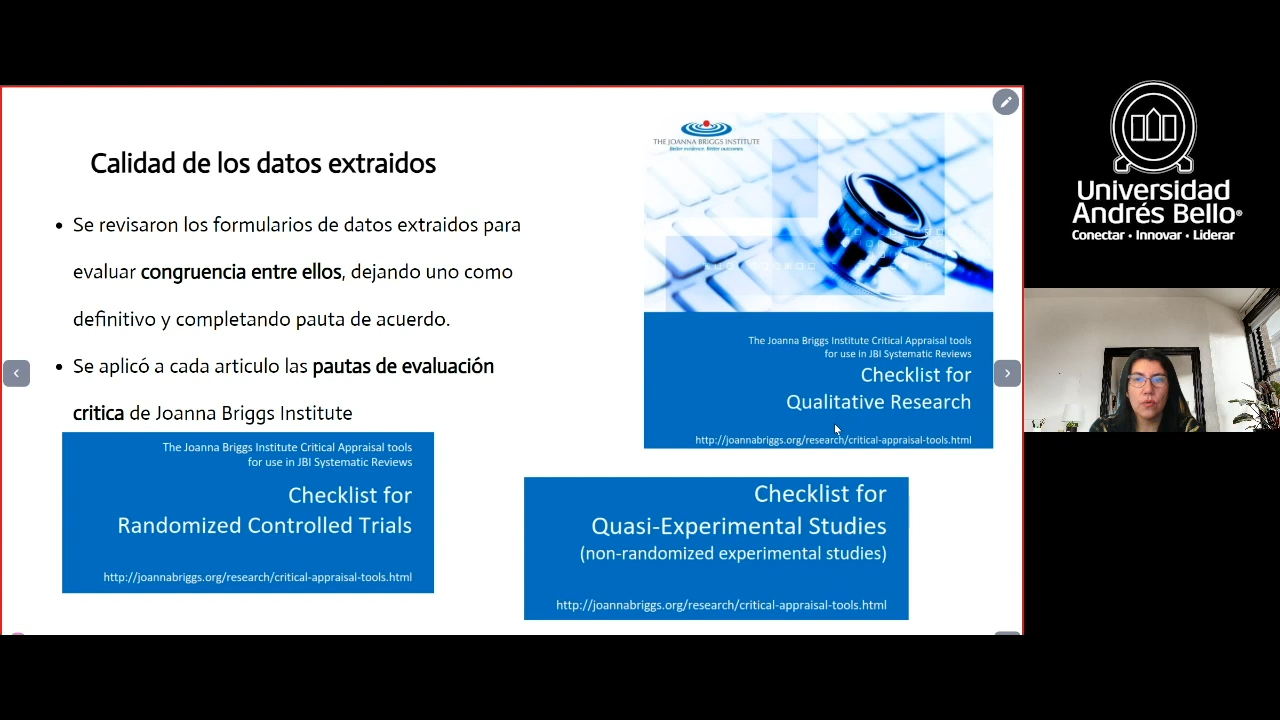 Calidad de los datos extraidos
• Se revisaron los formularios de datos extraidos para
evaluar congruencia entre ellos, dejando uno como
definitivo y completando pauta de acuerdo.
• Se aplicó a cada articulo las pautas de evaluación
critica de Joanna Briggs Institute
The Joanna Briggs Institute Critical Appraisal tools
for use in JBI Systematic Reviews
Checklist for
Randomized Controlled Trials
http://joannabriggs.org/research/critical-appraisal-tools.html
THE JOANNA BRIGGS INSTITUTE
Better evidence. Better outcomes.
The Joanna Briggs Institute Critical Appraisal tools
for use in JBI Systematic Reviews
Checklist for
Qualitative Research
http://joannabriggs.org/research/critical-appraisal-tools.html
Checklist for
Quasi-Experimental Studies
(non-randomized experimental studies)
http://joannabriggs.org/research/critical-appraisal-tools.html
Universidad
Andrés Bello®
Conectar • Innovar • Liderar